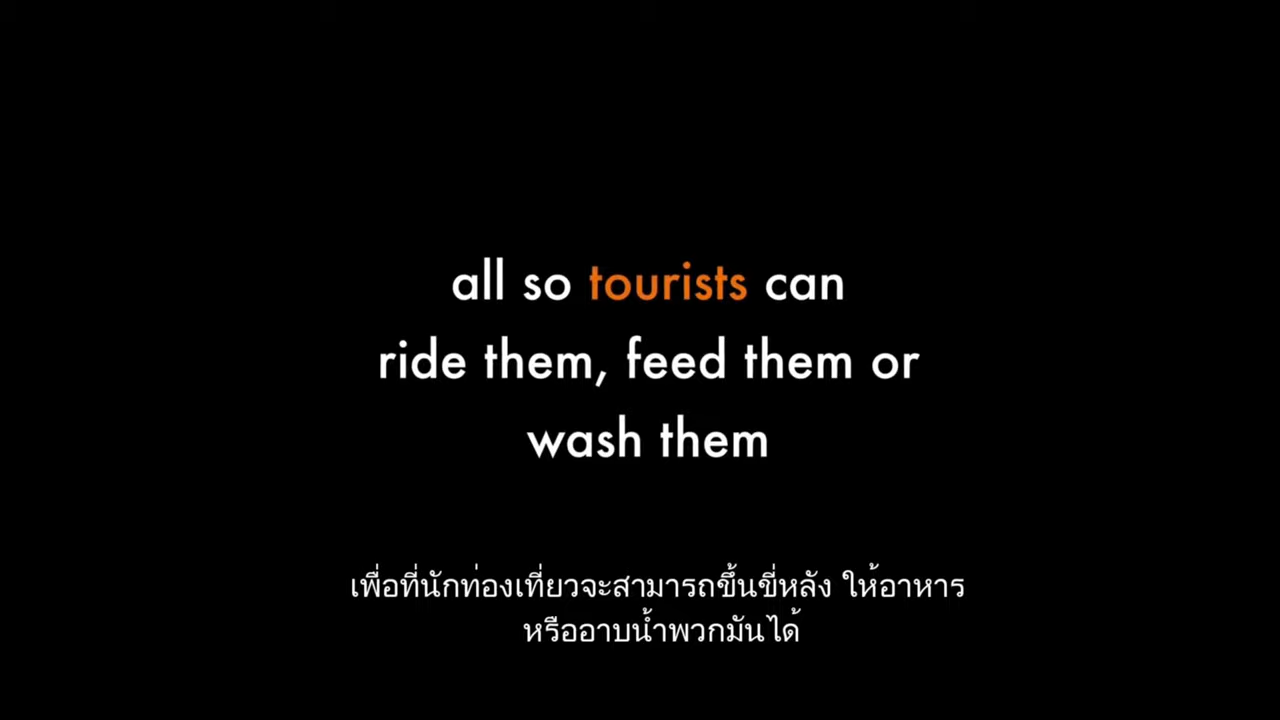 all so tourists can
ride them, feed them or
wash them
เพื่อที่นักท่องเที่ยวจะสามารถขึ้นขี่หลัง ให้อาหาร
หรืออาบน้ำพวกมันได้